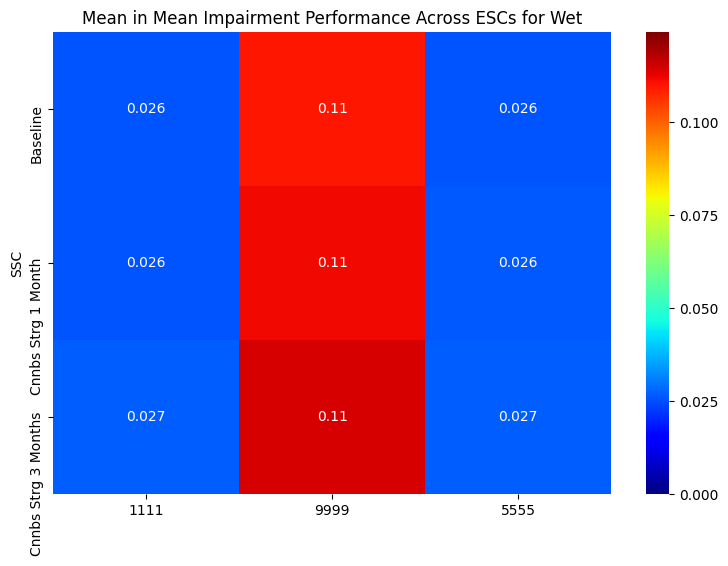 Mean in Mean Impairment Performance Across ESCs for Wet
SSC
Baseline
0.026 0.11 0.026
Cnnbs Strg 1 Month
0.026 0.11 0.026
Cnnbs Strg 3 Months
0.027 0.11 0.027
1111 9999 5555
0.100
0.075
0.050
0.025
0.000